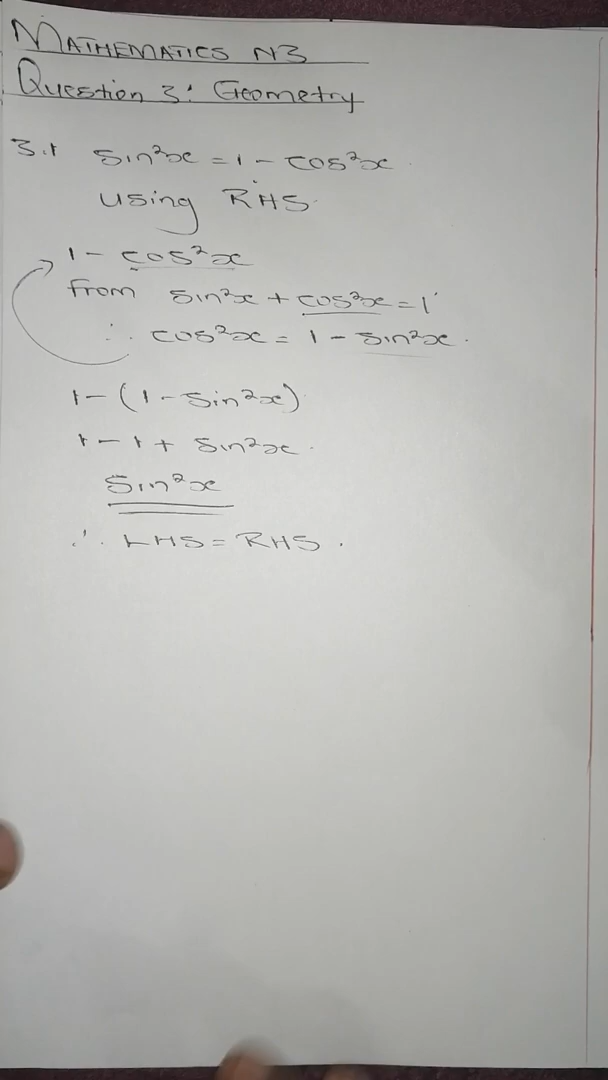 MATHEMATICS N3
Question 3: Geometry
3.1 sin²x = 1 - cos²x
using RHS
1 - cos²x
from sin²x + cos²x = 1
∴ cos²x = 1 - sin²x.
1 - (1 - sin²x)
1 - 1 + sin²x
sin²x
∴ LHS = RHS.